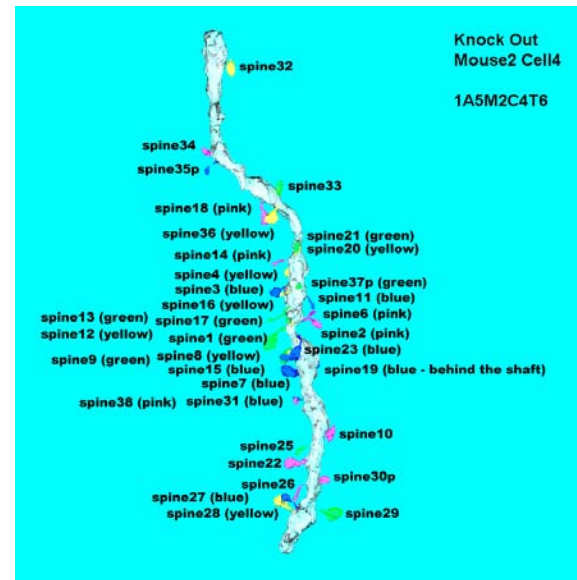 Knock Out
Mouse2 Cell4
1A5M2C4T6
spine32
spine34
spine35p
spine33
spine18 (pink)
spine36 (yellow)
spine21 (green)
spine20 (yellow)
spine14 (pink)
spine4 (yellow)
spine3 (blue)
spine37p (green)
spine11 (blue)
spine16 (yellow)
spine13 (green)
spine17 (green)
spine6 (pink)
spine12 (yellow)
spine1 (green)
spine2 (pink)
spine9 (green)
spine8 (yellow)
spine23 (blue)
spine15 (blue)
spine19 (blue - behind the shaft)
spine7 (blue)
spine38 (pink)
spine31 (blue)
spine10
spine25
spine22
spine30p
spine26
spine27 (blue)
spine28 (yellow)
spine29